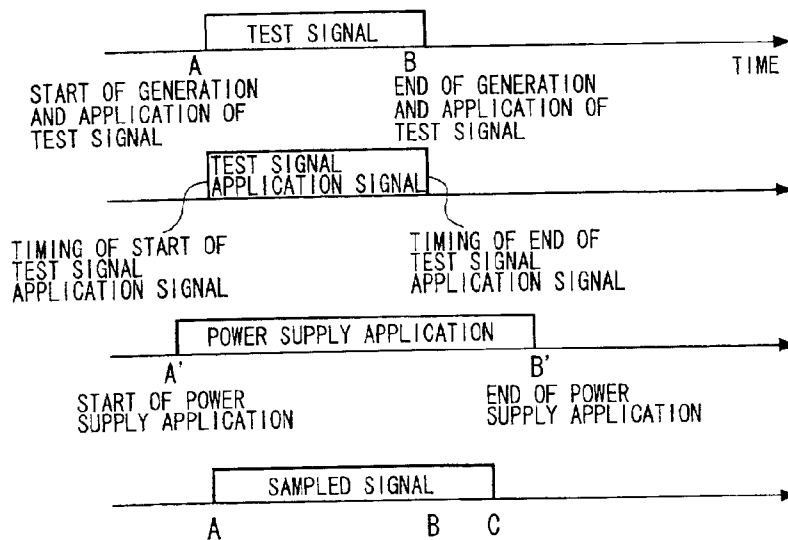 TEST SIGNAL
A
B
TIME
START OF GENERATION
AND APPLICATION OF
TEST SIGNAL
END OF GENERATION
AND APPLICATION OF
TEST SIGNAL
TEST SIGNAL
APPLICATION SIGNAL
TIMING OF START OF
TEST SIGNAL
APPLICATION SIGNAL
TIMING OF END OF
TEST SIGNAL
APPLICATION SIGNAL
POWER SUPPLY APPLICATION
A'
B'
START OF POWER
SUPPLY APPLICATION
END OF POWER
SUPPLY APPLICATION
SAMPLED SIGNAL
A
B
C